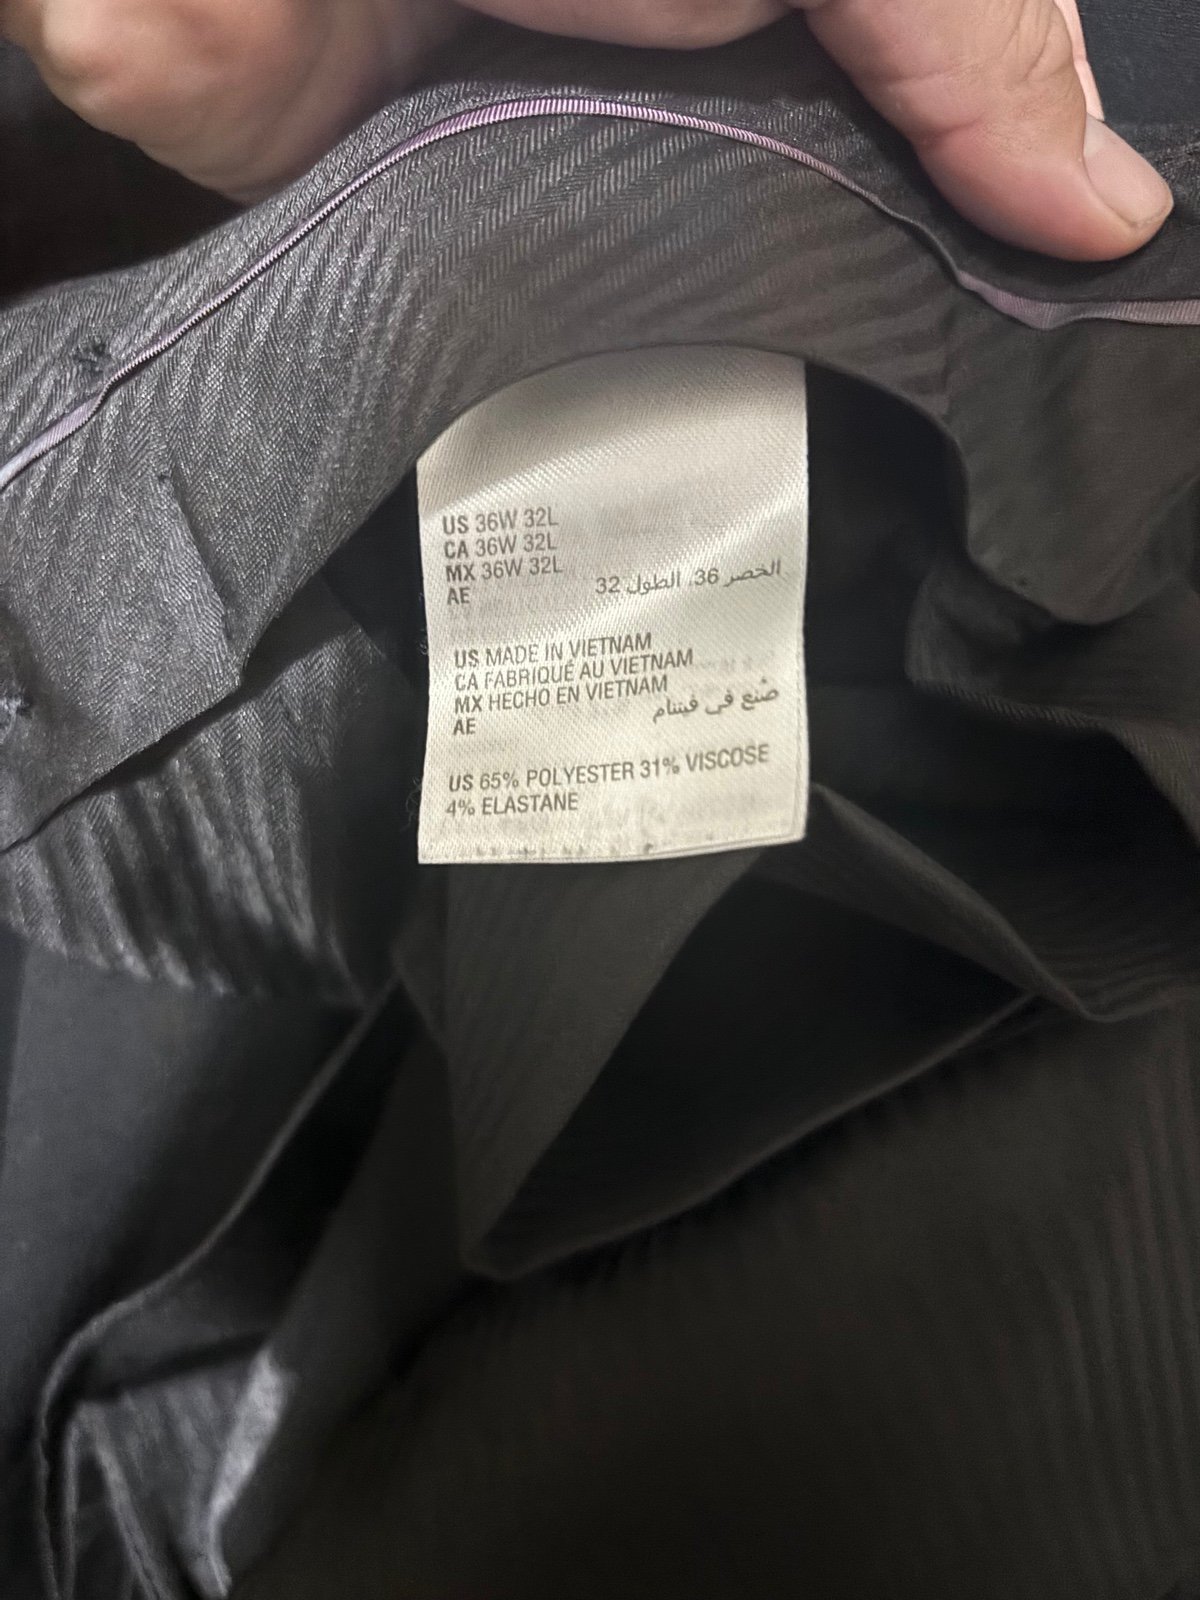 US 36W 32L
CA 36W 32L
MX 36W 32L
AE الخصر 36. الطول 32
US MADE IN VIETNAM
CA FABRIQUÉ AU VIETNAM
MX HECHO EN VIETNAM
AE صُنع في فيتنام
US 65% POLYESTER 31% VISCOSE
4% ELASTANE